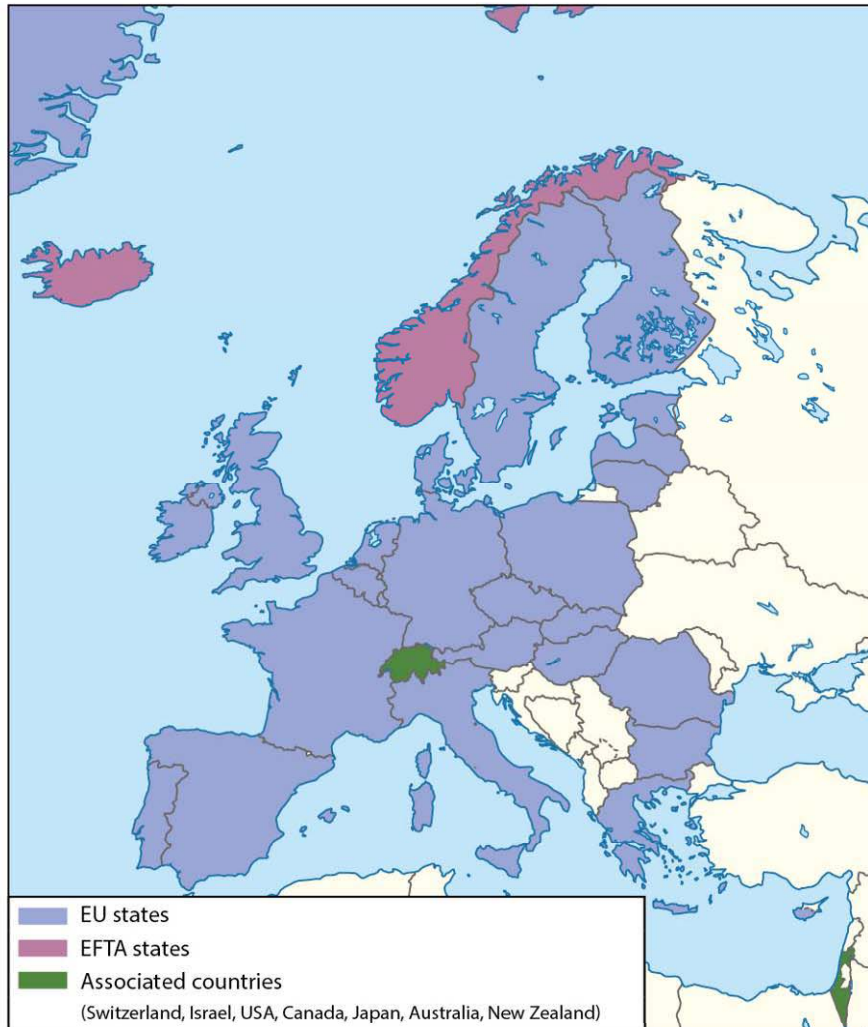 EU states
EFTA states
Associated countries
(Switzerland, Israel, USA, Canada, Japan, Australia, New Zealand)